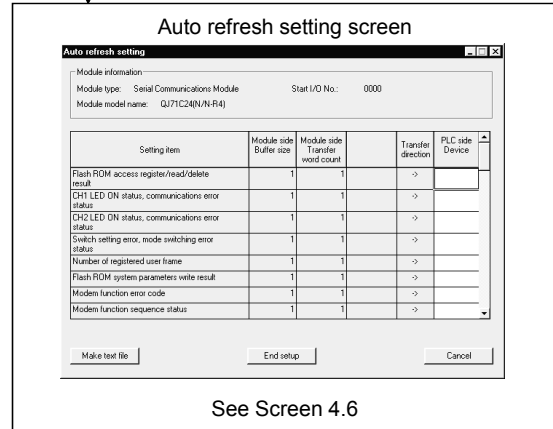 Auto refresh setting screen
Auto refresh setting
Module information
Module type: Serial Communications Module Start I/O No.: 0000
Module model name: QJ71C24(N/N-R4)
Setting item Module side Buffer size Module side Transfer word count Transfer direction PLC side Device
Flash ROM access register/read/delete result 1 1 ->
CH1 LED ON status, communications error status 1 1 ->
CH2 LED ON status, communications error status 1 1 ->
Switch setting error, mode switching error status 1 1 ->
Number of registered user frame 1 1 ->
Flash ROM system parameters write result 1 1 ->
Modem function error code 1 1 ->
Modem function sequence status 1 1 ->
Make text file End setup Cancel
See Screen 4.6